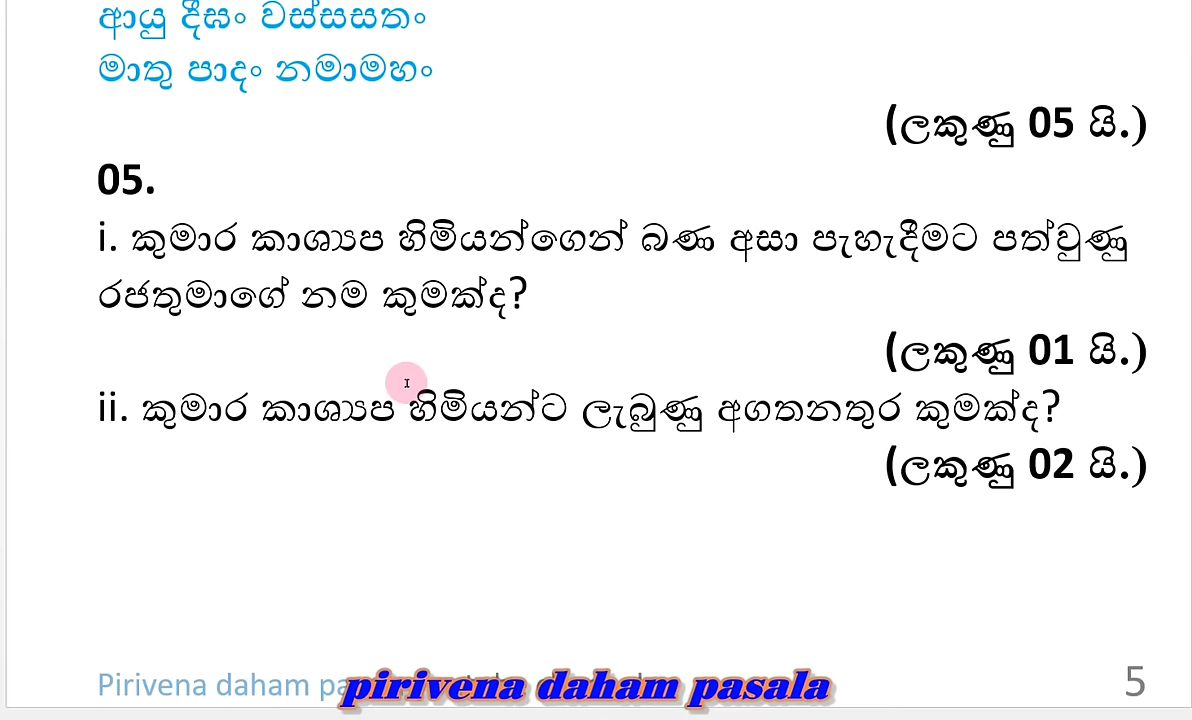 ආයු දීඝං වස්සසතං
මාතු පාදං නමාමහං
(ලකුණු 05 යි.)
05.
i. කුමාර කාශ්‍යප හිමියන්ගෙන් බණ අසා පැහැදීමට පත්වුණු
රජතුමාගේ නම කුමක්ද?
(ලකුණු 01 යි.)
ii. කුමාර කාශ්‍යප හිමියන්ට ලැබුණු අගතනතුර කුමක්ද?
(ලකුණු 02 යි.)
Pirivena daham
pirivena daham pasala
5